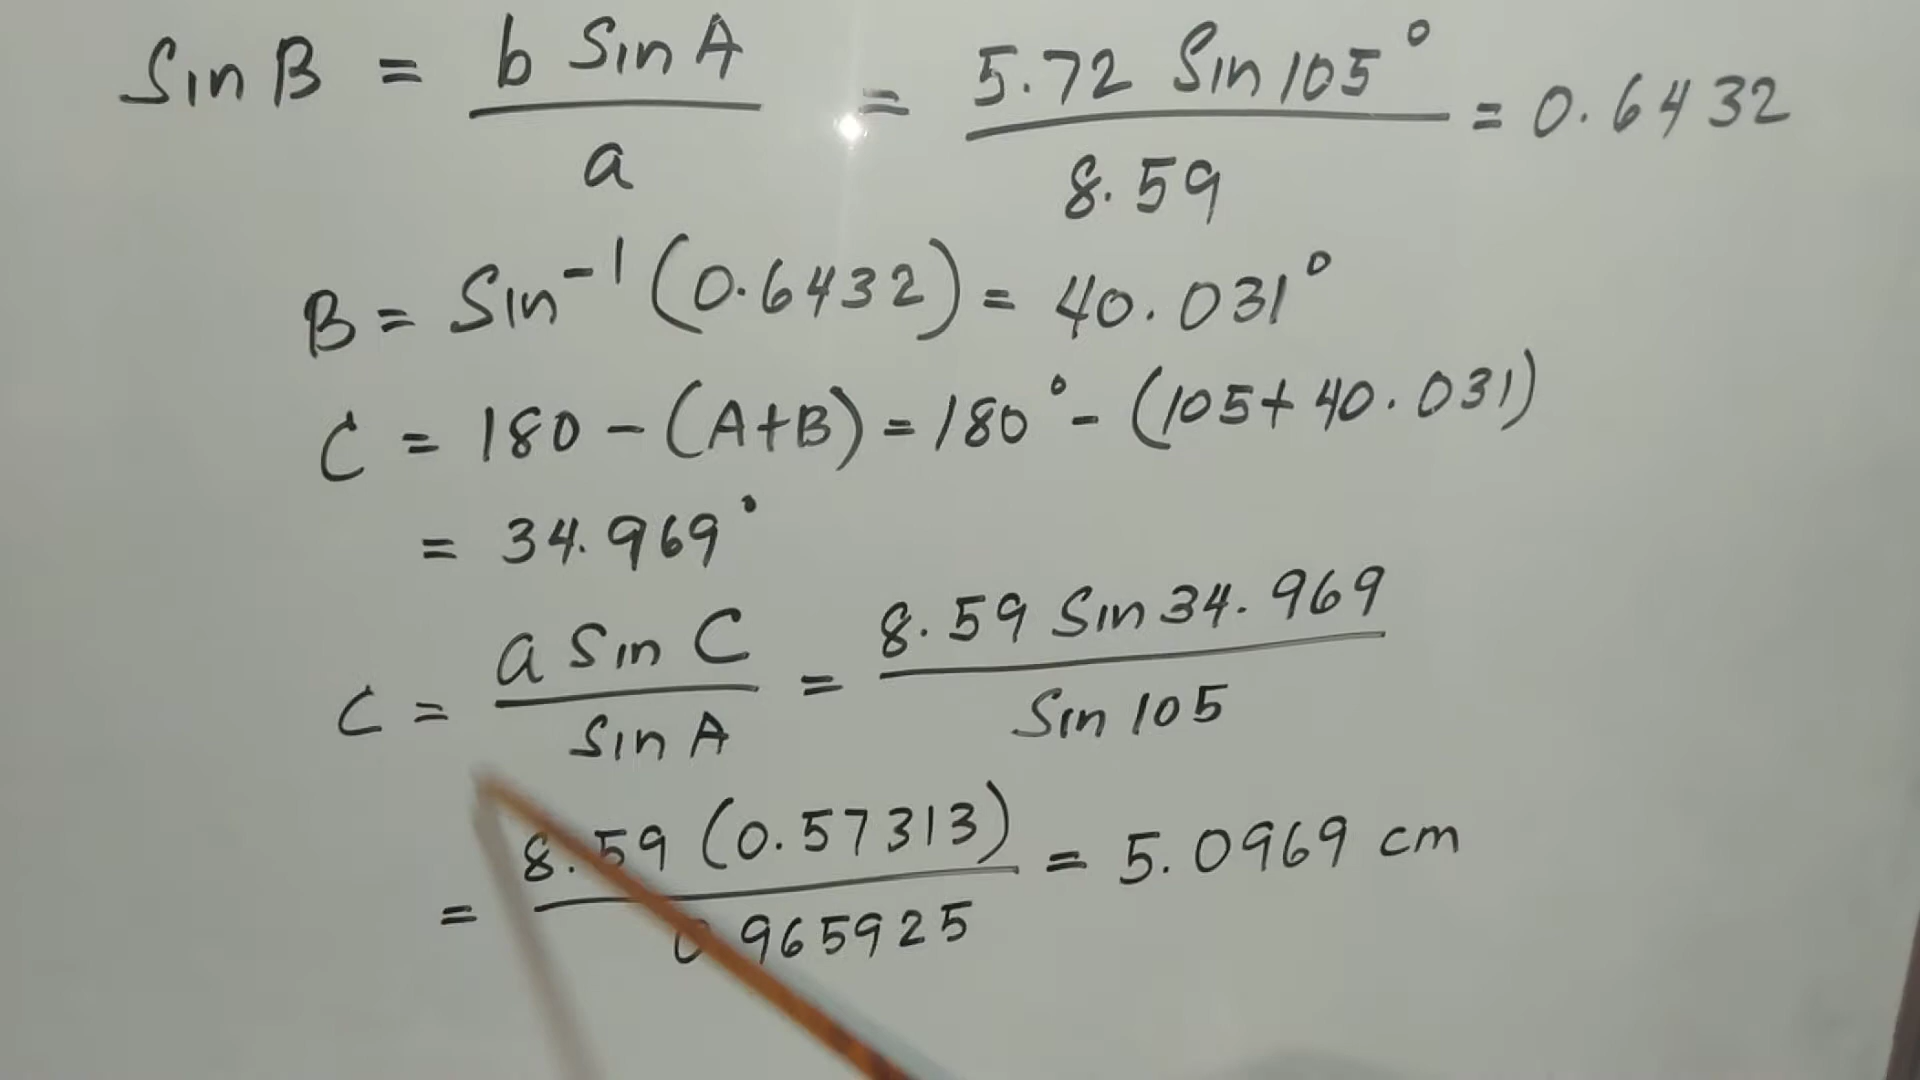 Sin B = b Sin A / a = 5.72 Sin 105° / 8.59 = 0.6432
B = Sin⁻¹ (0.6432) = 40.031°
C = 180 - (A+B) = 180° - (105 + 40.031)
= 34.969°
C = a Sin C / Sin A = 8.59 Sin 34.969 / Sin 105
= 8.59 (0.57313) / 0.965925 = 5.0969 cm